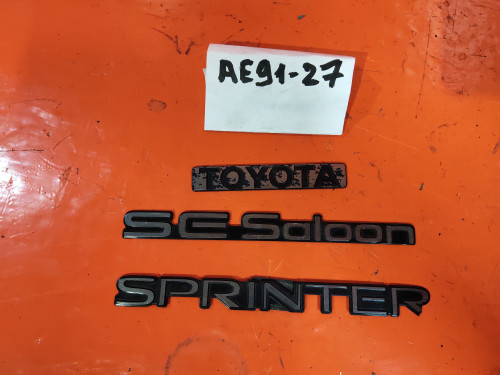 AE91-27
TOYOTA
SE Saloon
SPRINTER